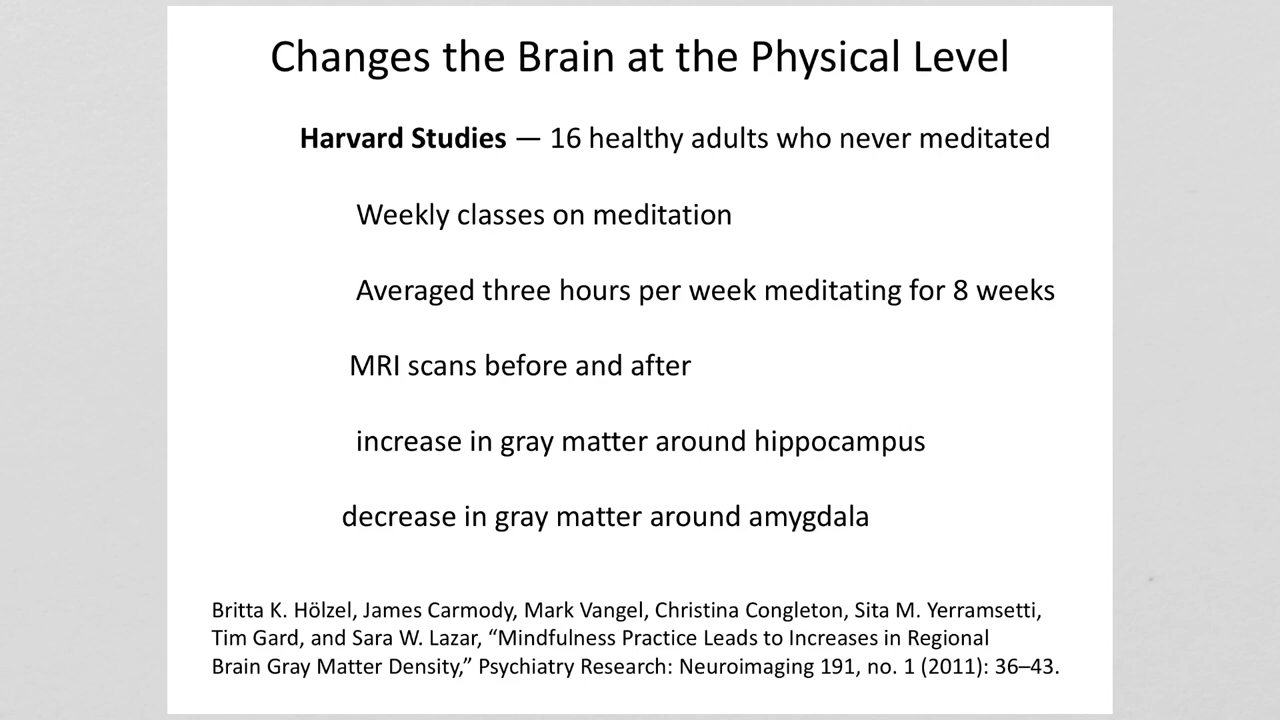 Changes the Brain at the Physical Level
Harvard Studies — 16 healthy adults who never meditated
Weekly classes on meditation
Averaged three hours per week meditating for 8 weeks
MRI scans before and after
increase in gray matter around hippocampus
decrease in gray matter around amygdala
Britta K. Hölzel, James Carmody, Mark Vangel, Christina Congleton, Sita M. Yerramsetti,
Tim Gard, and Sara W. Lazar, “Mindfulness Practice Leads to Increases in Regional
Brain Gray Matter Density,” Psychiatry Research: Neuroimaging 191, no. 1 (2011): 36–43.